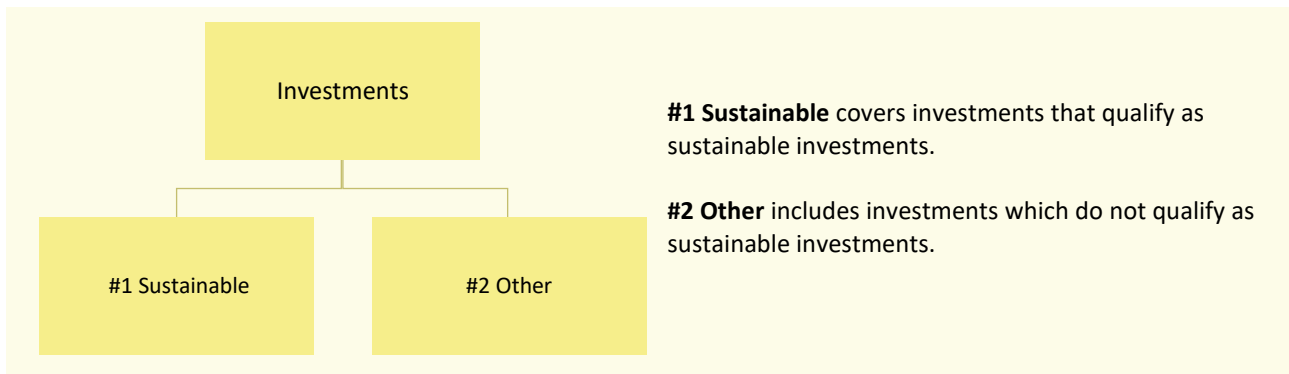 Investments
#1 Sustainable
#2 Other
#1 Sustainable covers investments that qualify as
sustainable investments.
#2 Other includes investments which do not qualify as
sustainable investments.